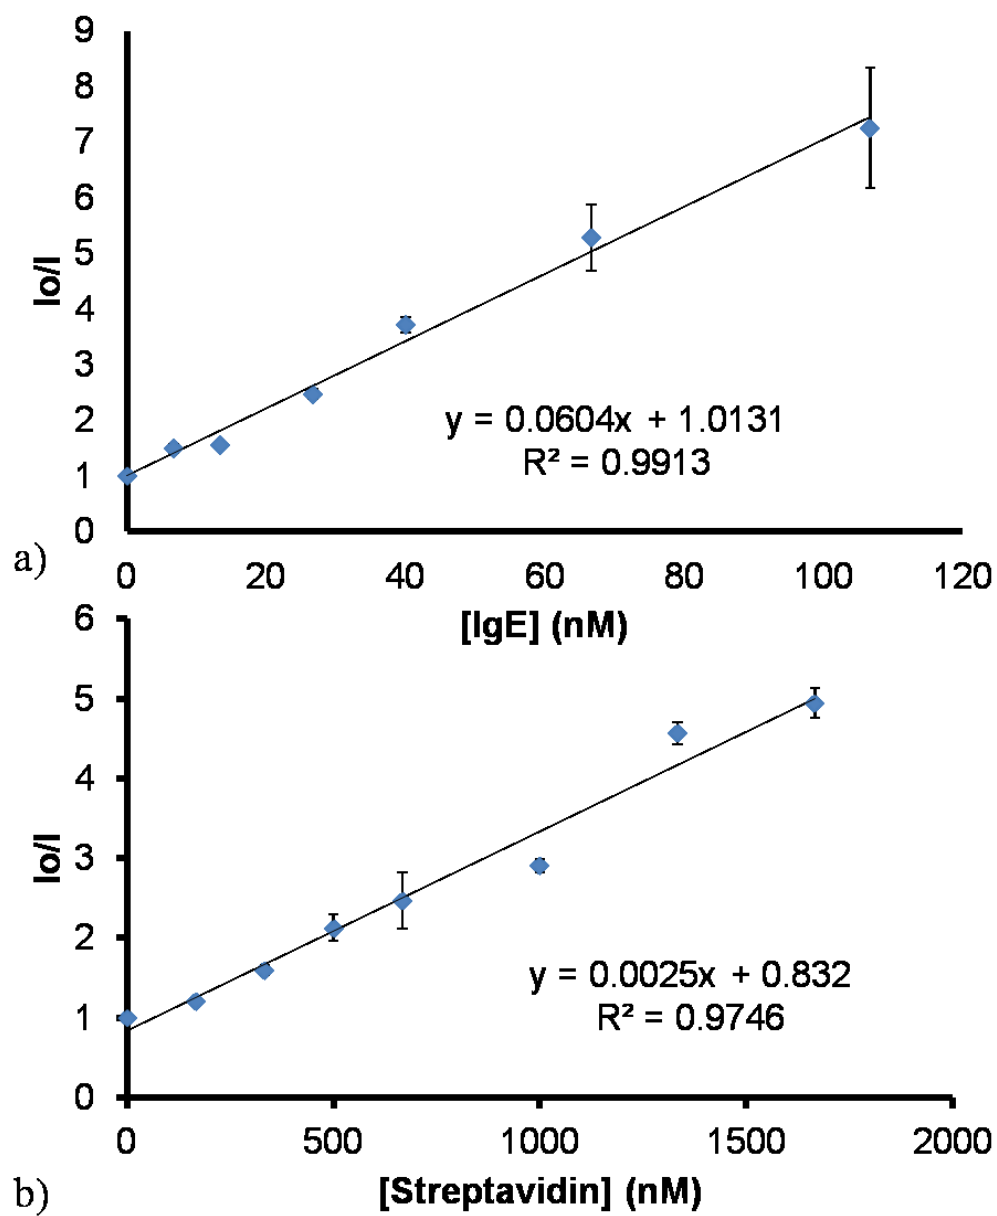 9
8
7
6
5
4
3
2
1
0
Io/I
y = 0.0604x + 1.0131
R² = 0.9913
a)
0 20 40 60 80 100 120
[IgE] (nM)
6
5
4
3
2
1
0
Io/I
y = 0.0025x + 0.832
R² = 0.9746
0 500 1000 1500 2000
b)
[Streptavidin] (nM)